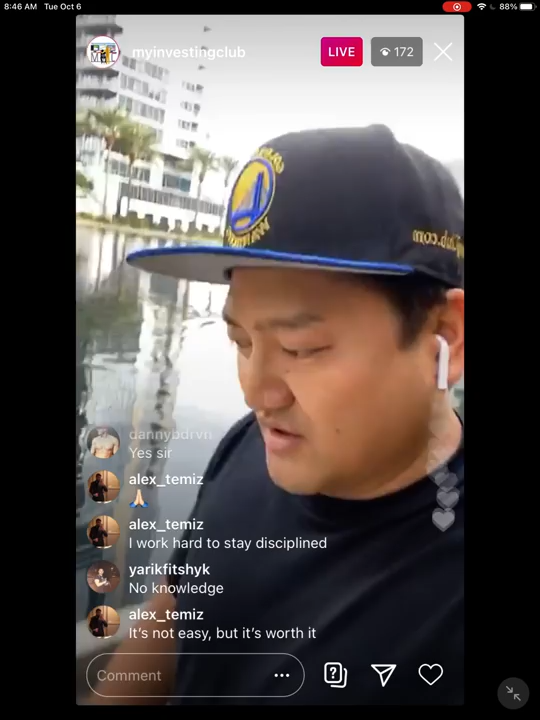 8:46 AM Tue Oct 6
88%
myinvestingclub
LIVE
172
dannybdrvn
Yes sir
alex_temiz
🙏🏻
alex_temiz
I work hard to stay disciplined
yarikfitshyk
No knowledge
alex_temiz
It's not easy, but it's worth it
Comment